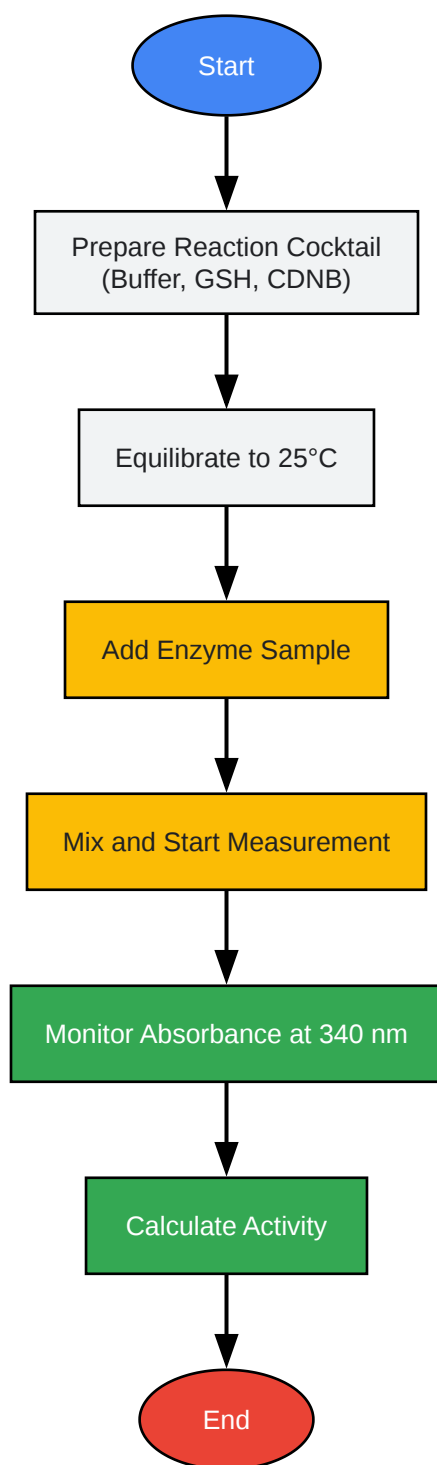 Start
Prepare Reaction Cocktail
(Buffer, GSH, CDNB)
Equilibrate to 25°C
Add Enzyme Sample
Mix and Start Measurement
Monitor Absorbance at 340 nm
Calculate Activity
End